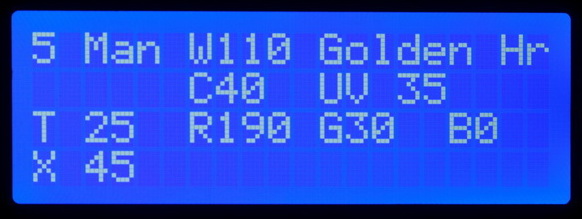 5 Man W110 Golden Hr
C40 UV 35
T 25 R190 G30 B0
X 45